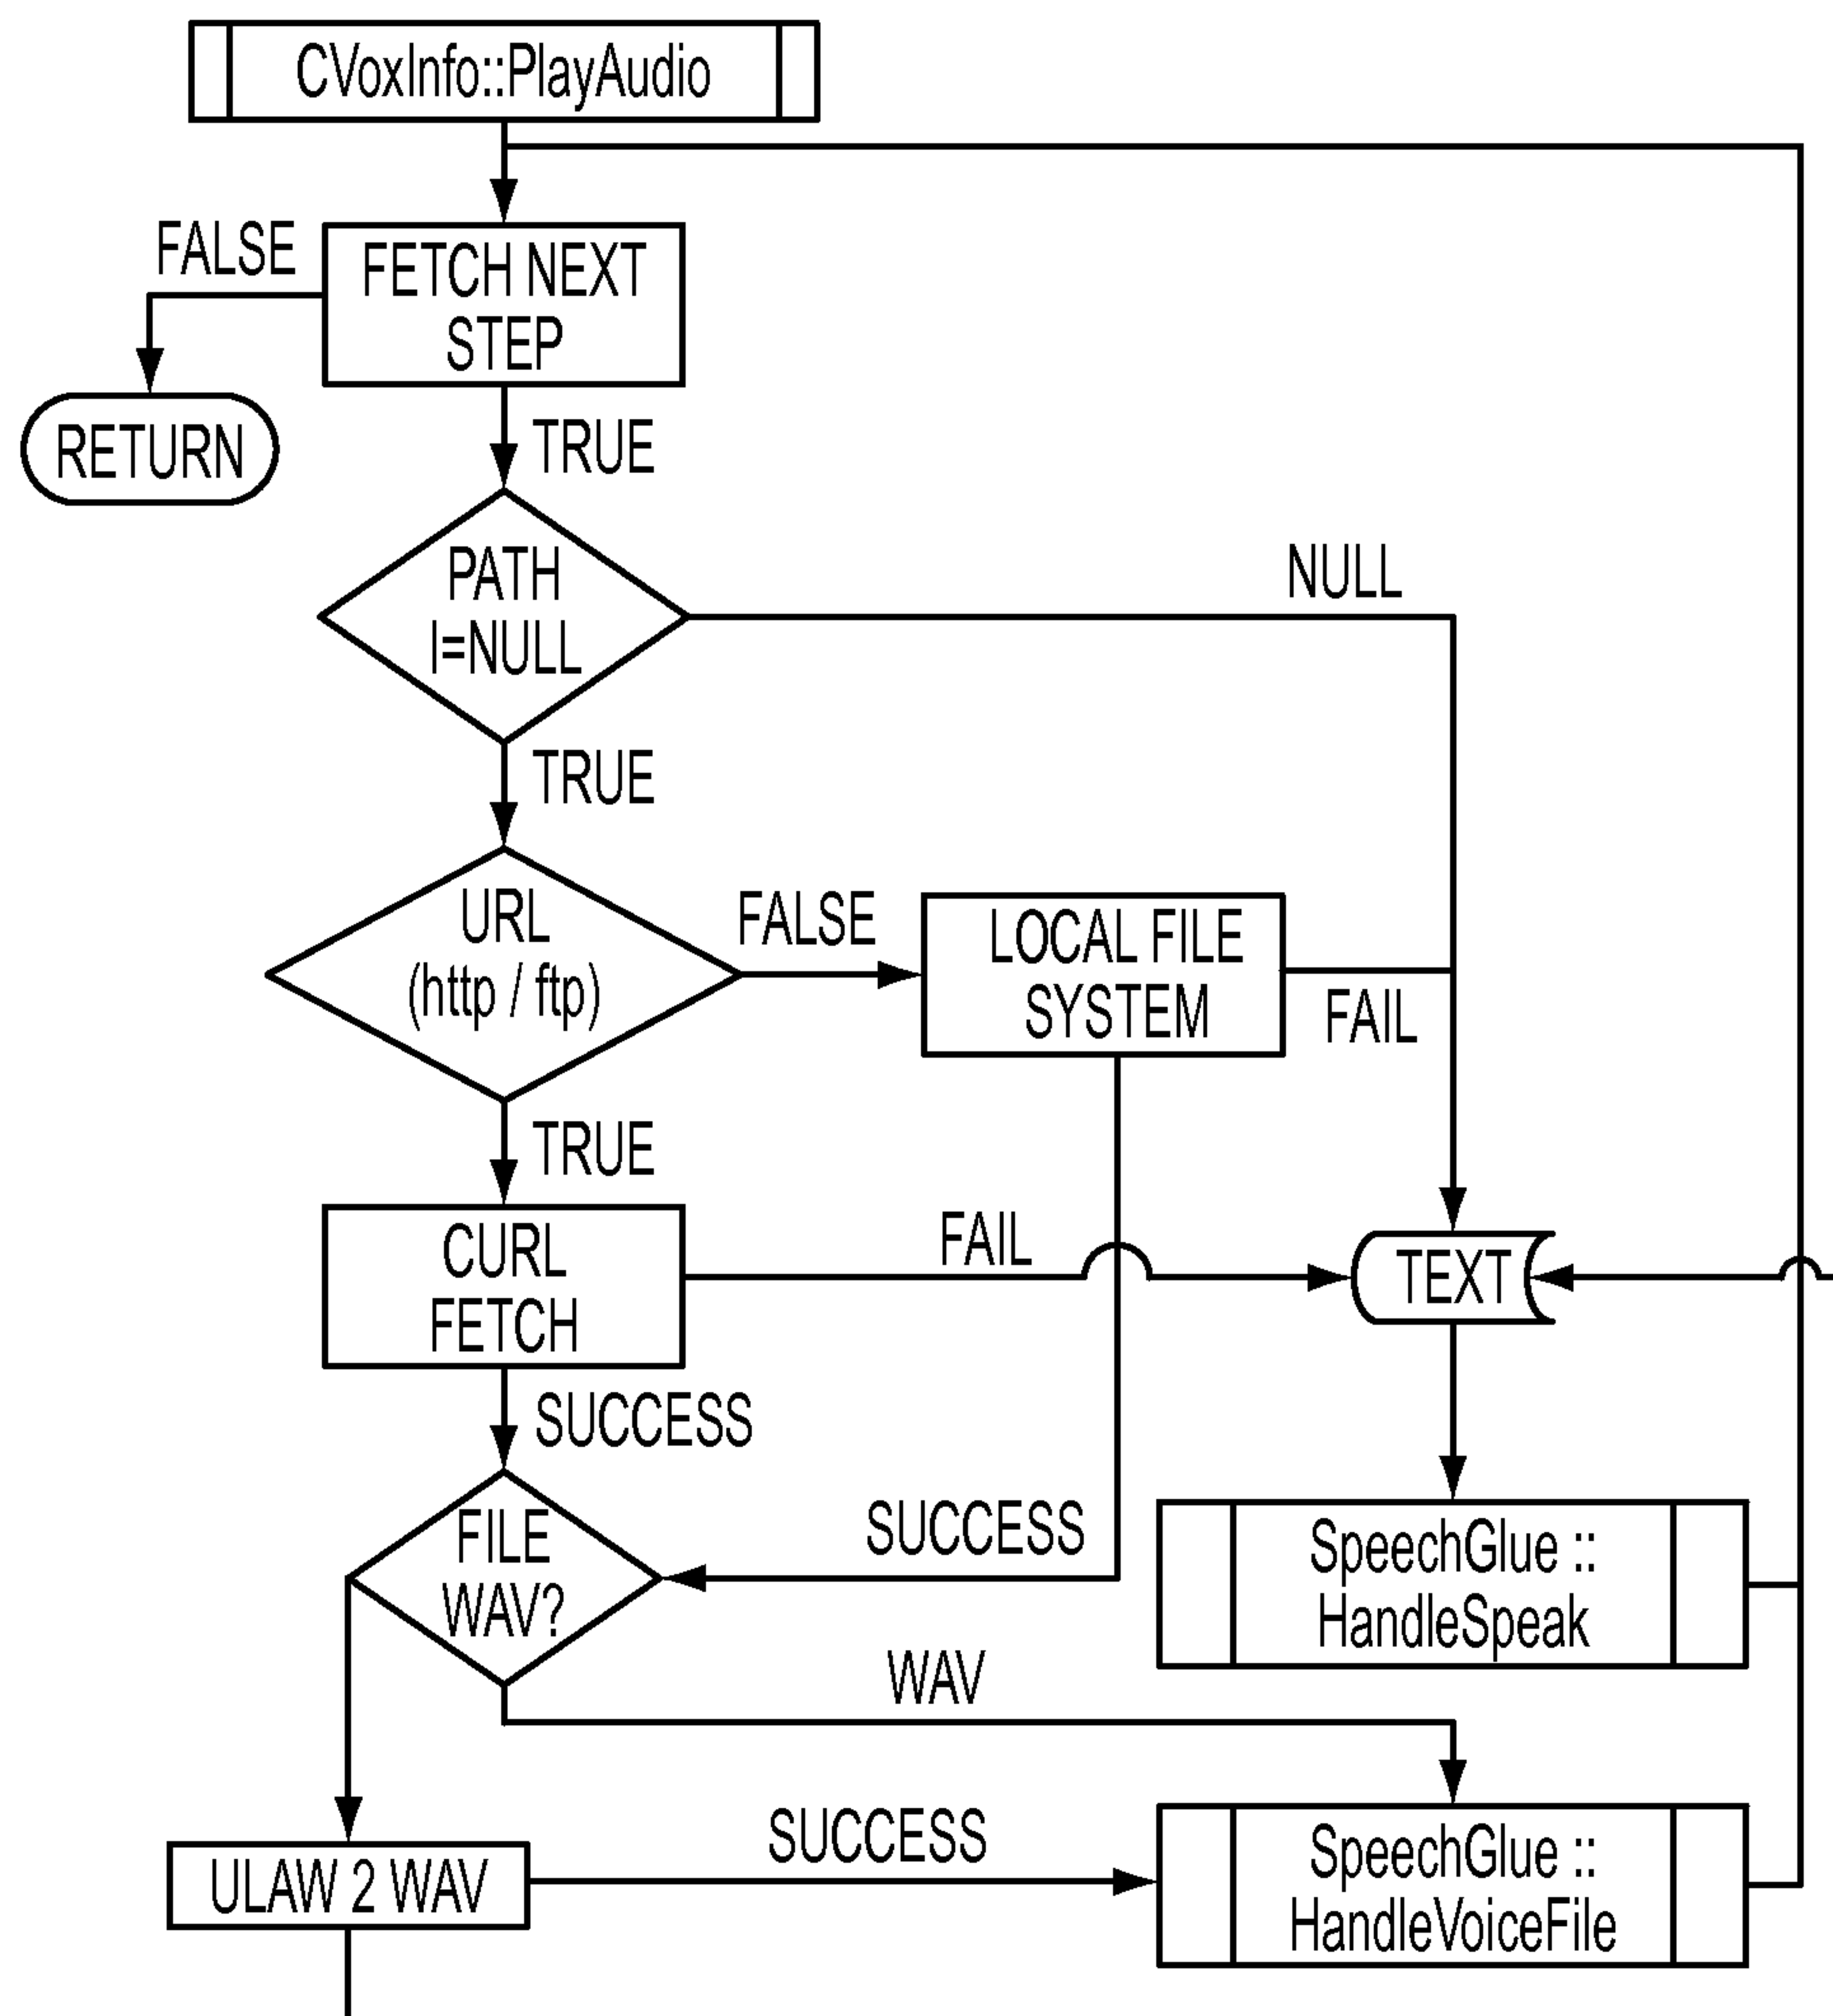 CVoxInfo::PlayAudio
FALSE
FETCH NEXT
STEP
RETURN
TRUE
PATH
I=NULL
NULL
TRUE
URL
(http / ftp)
FALSE
LOCAL FILE
SYSTEM
FAIL
TRUE
CURL
FETCH
FAIL
TEXT
SUCCESS
FILE
WAV?
SUCCESS
SpeechGlue ::
HandleSpeak
WAV
ULAW 2 WAV
SUCCESS
SpeechGlue ::
HandleVoiceFile